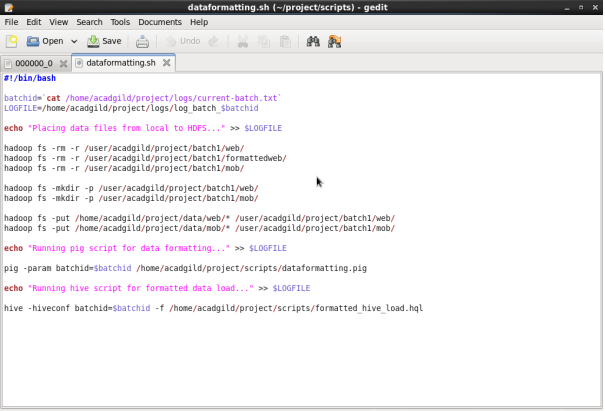 dataformatting.sh (~/project/scripts) - gedit
File Edit View Search Tools Documents Help
Open Save Undo
000000_0 dataformatting.sh
#!/bin/bash
batchid=`cat /home/acadgild/project/logs/current-batch.txt`
LOGFILE=/home/acadgild/project/logs/log_batch_$batchid
echo "Placing data files from local to HDFS..." >> $LOGFILE
hadoop fs -rm -r /user/acadgild/project/batch1/web/
hadoop fs -rm -r /user/acadgild/project/batch1/formattedweb/
hadoop fs -rm -r /user/acadgild/project/batch1/mob/
hadoop fs -mkdir -p /user/acadgild/project/batch1/web/
hadoop fs -mkdir -p /user/acadgild/project/batch1/mob/
hadoop fs -put /home/acadgild/project/data/web/* /user/acadgild/project/batch1/web/
hadoop fs -put /home/acadgild/project/data/mob/* /user/acadgild/project/batch1/mob/
echo "Running pig script for data formatting..." >> $LOGFILE
pig -param batchid=$batchid /home/acadgild/project/scripts/dataformatting.pig
echo "Running hive script for formatted data load..." >> $LOGFILE
hive -hiveconf batchid=$batchid -f /home/acadgild/project/scripts/formatted_hive_load.hql